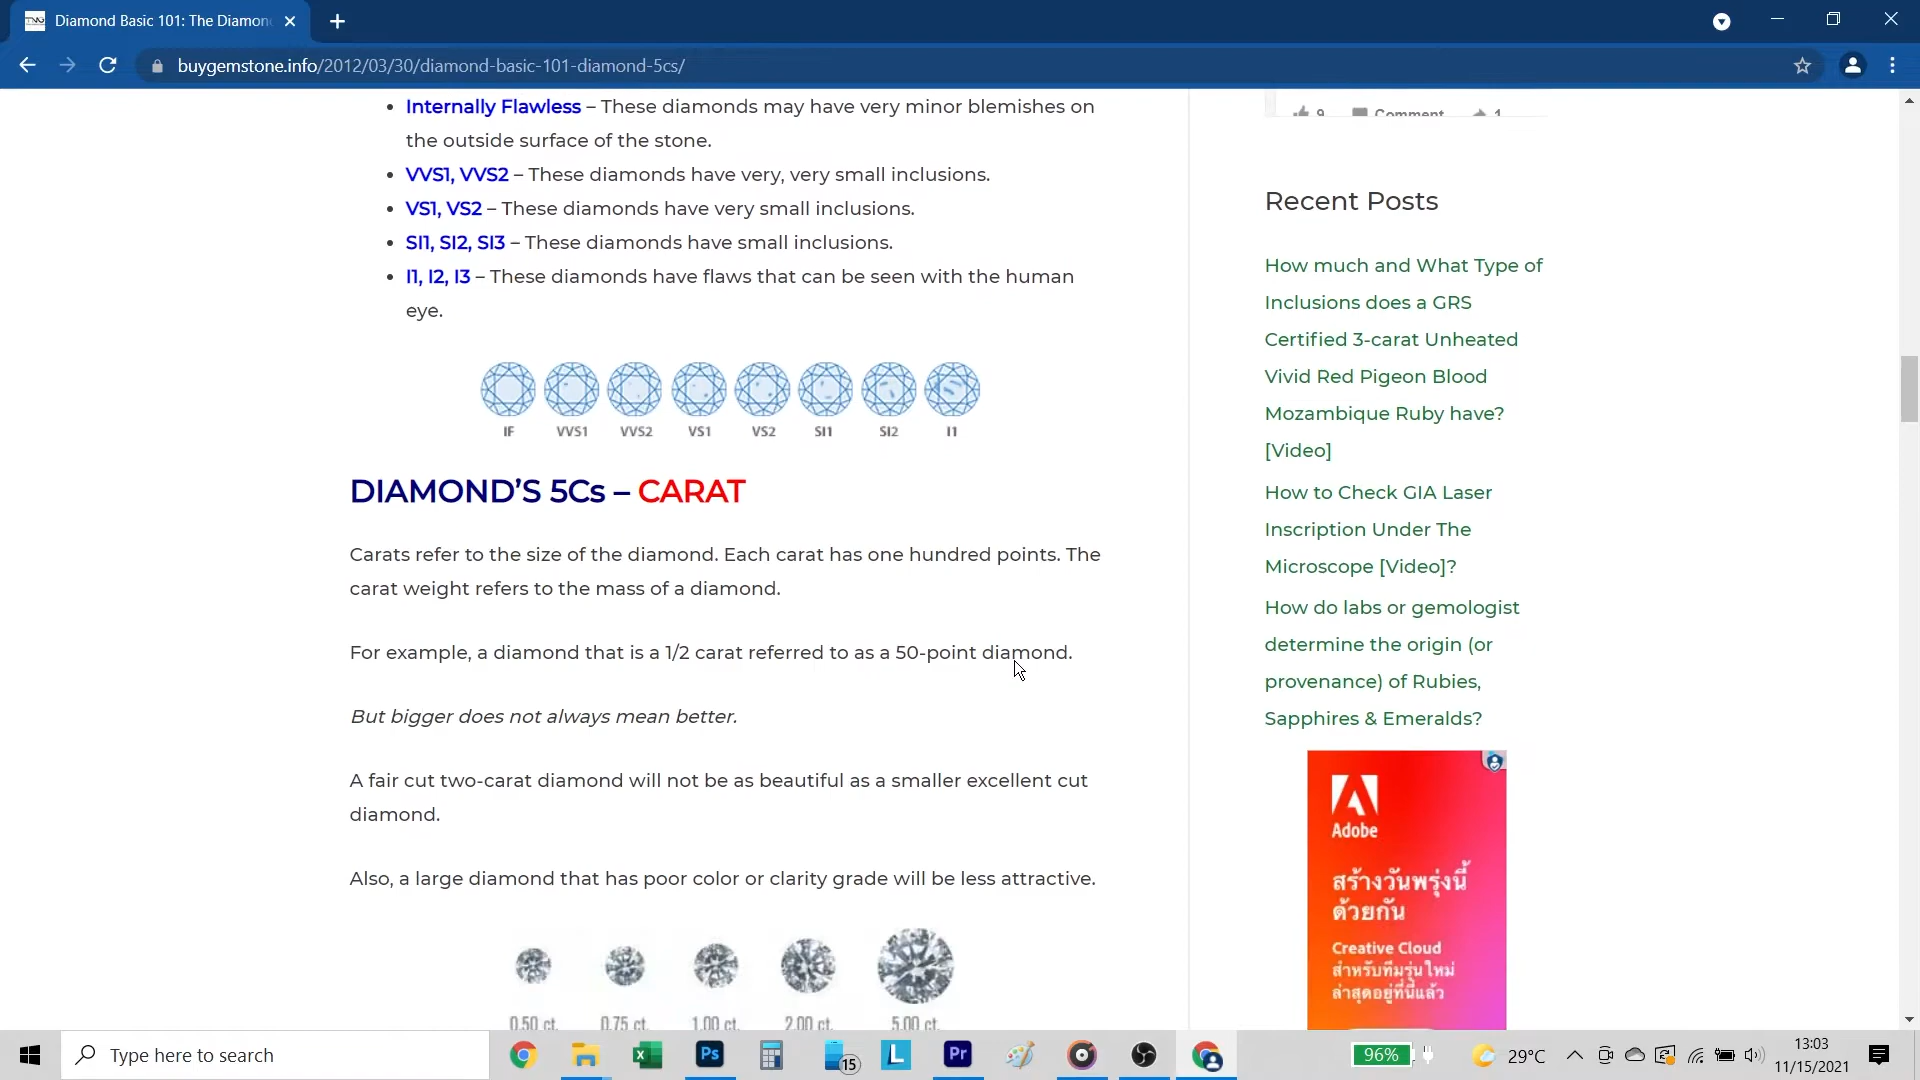 Diamond Basic 101: The Diamon
buygemstone.info/2012/03/30/diamond-basic-101-diamond-5cs/
Internally Flawless – These diamonds may have very minor blemishes on
the outside surface of the stone.
VVS1, VVS2 – These diamonds have very, very small inclusions.
VS1, VS2 – These diamonds have very small inclusions.
SI1, SI2, SI3 – These diamonds have small inclusions.
I1, I2, I3 – These diamonds have flaws that can be seen with the human
eye.
IF VVS1 VVS2 VS1 VS2 SI1 SI2 I1
DIAMOND’S 5Cs – CARAT
Carats refer to the size of the diamond. Each carat has one hundred points. The
carat weight refers to the mass of a diamond.
For example, a diamond that is a 1/2 carat referred to as a 50-point diamond.
But bigger does not always mean better.
A fair cut two-carat diamond will not be as beautiful as a smaller excellent cut
diamond.
Also, a large diamond that has poor color or clarity grade will be less attractive.
0.50 ct. 0.75 ct. 1.00 ct. 2.00 ct. 5.00 ct.
9 Comment 1
Recent Posts
How much and What Type of
Inclusions does a GRS
Certified 3-carat Unheated
Vivid Red Pigeon Blood
Mozambique Ruby have?
[Video]
How to Check GIA Laser
Inscription Under The
Microscope [Video]?
How do labs or gemologist
determine the origin (or
provenance) of Rubies,
Sapphires & Emeralds?
Adobe
สร้างวันพรุ่งนี้
ด้วยกัน
Creative Cloud
สำหรับทีมรุ่นใหม่
ล่าสุดอยู่ที่นี่แล้ว
Type here to search
Ps
15
L
Pr
96%
29°C
13:03
11/15/2021